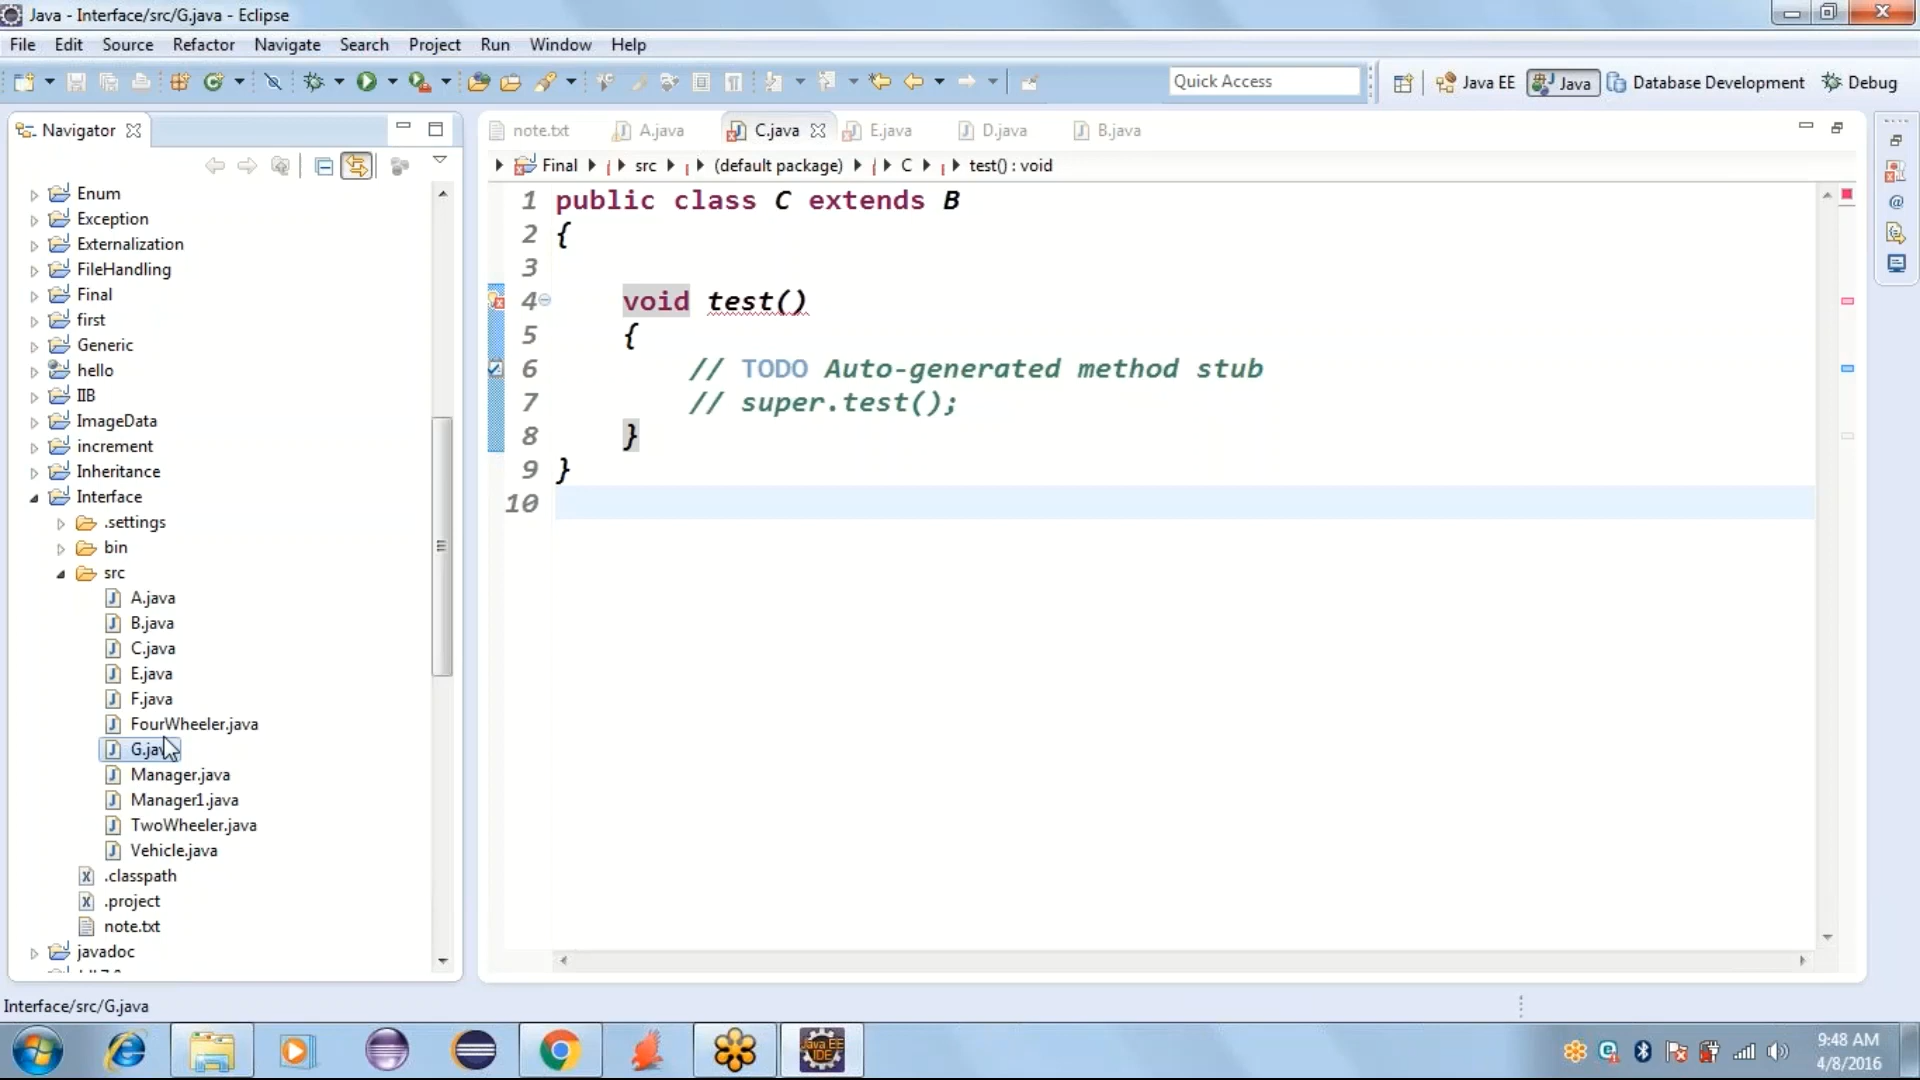 Java - Interface/src/G.java - Eclipse
File Edit Source Refactor Navigate Search Project Run Window Help
Quick Access
Java EE
Java
Database Development
Debug
Navigator
note.txt
A.java
C.java
E.java
D.java
B.java
Final
src
(default package)
C
test() : void
Enum
Exception
Externalization
FileHandling
Final
first
Generic
hello
IIB
ImageData
increment
Inheritance
Interface
.settings
bin
src
A.java
B.java
C.java
E.java
F.java
FourWheeler.java
G.java
Manager.java
Manager1.java
TwoWheeler.java
Vehicle.java
.classpath
.project
note.txt
javadoc
1 public class C extends B
2 {
3
4 void test()
5 {
6 // TODO Auto-generated method stub
7 // super.test();
8 }
9 }
10
Interface/src/G.java
Java EE
IDE
9:48 AM
4/8/2016